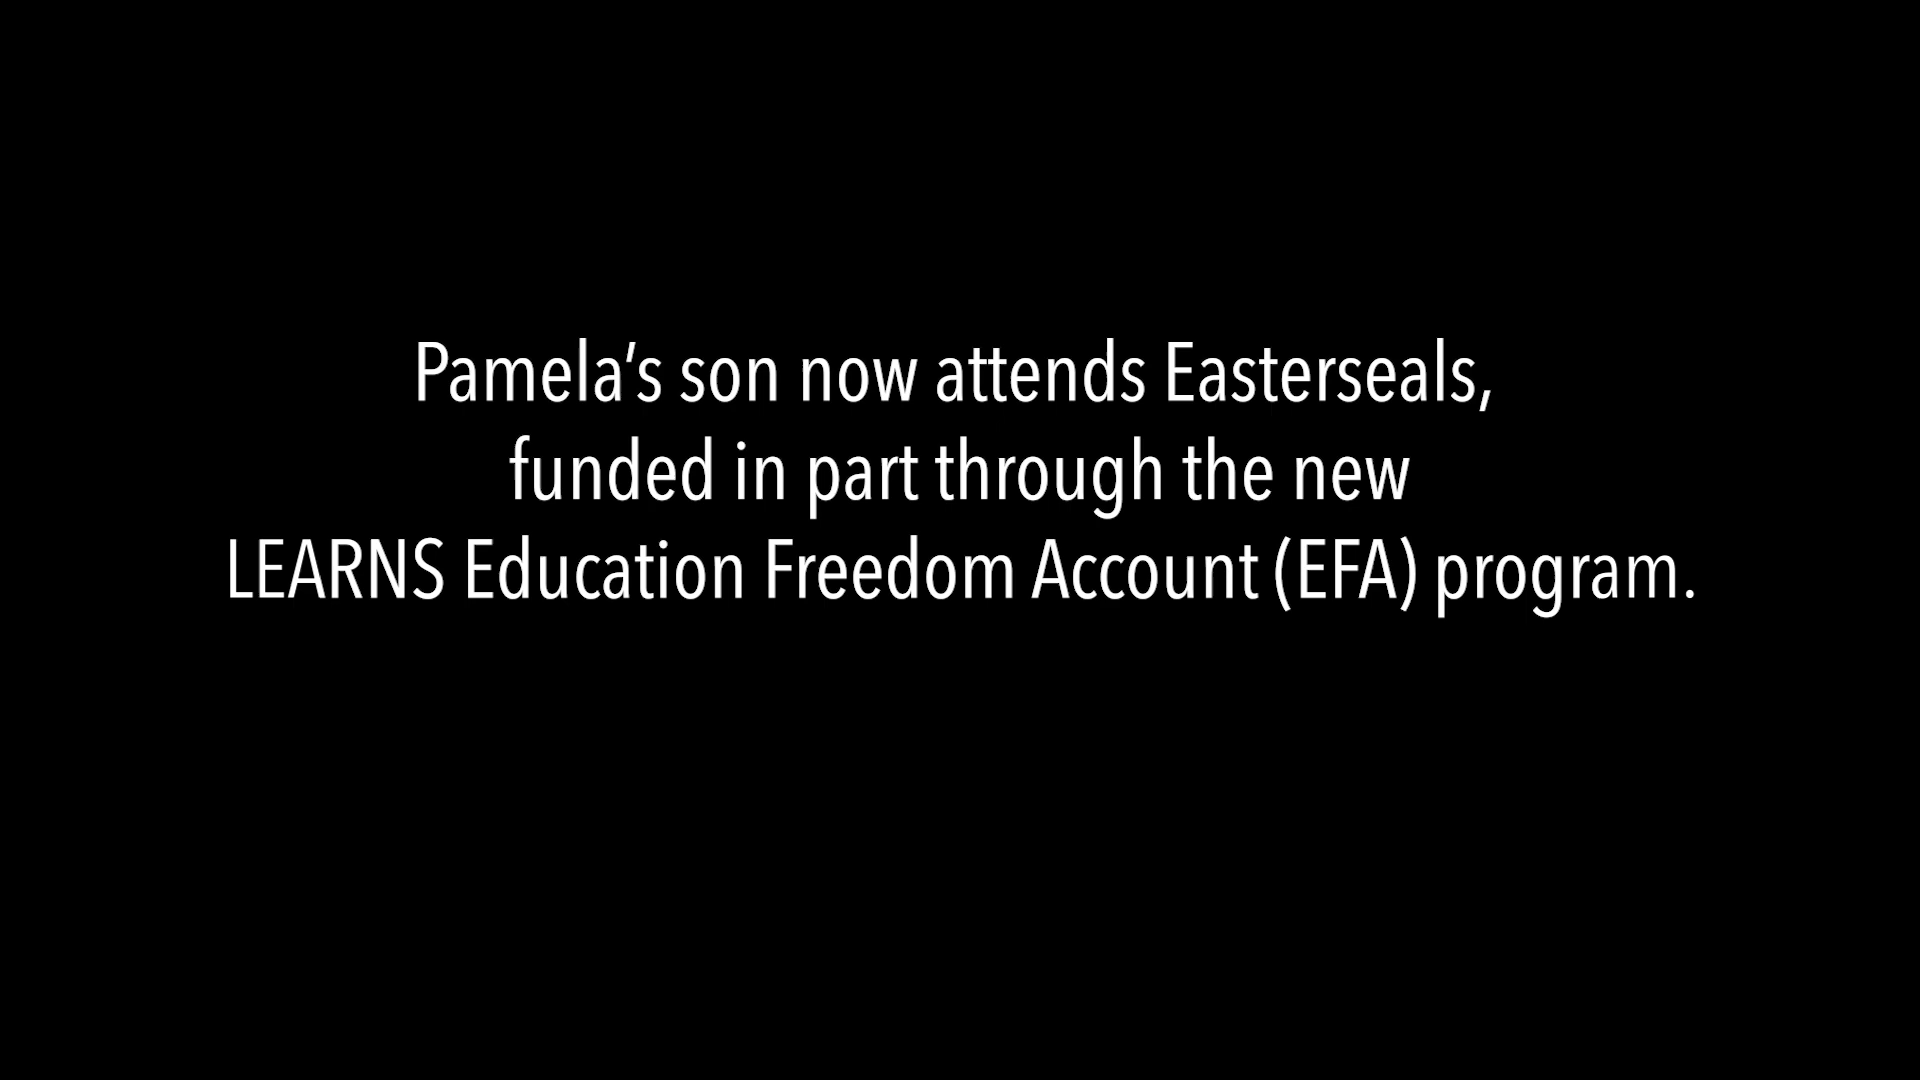 Pamela‘s son now attends Easterseals,
funded in part through the new
LEARNS Education Freedom Account (EFA) program.